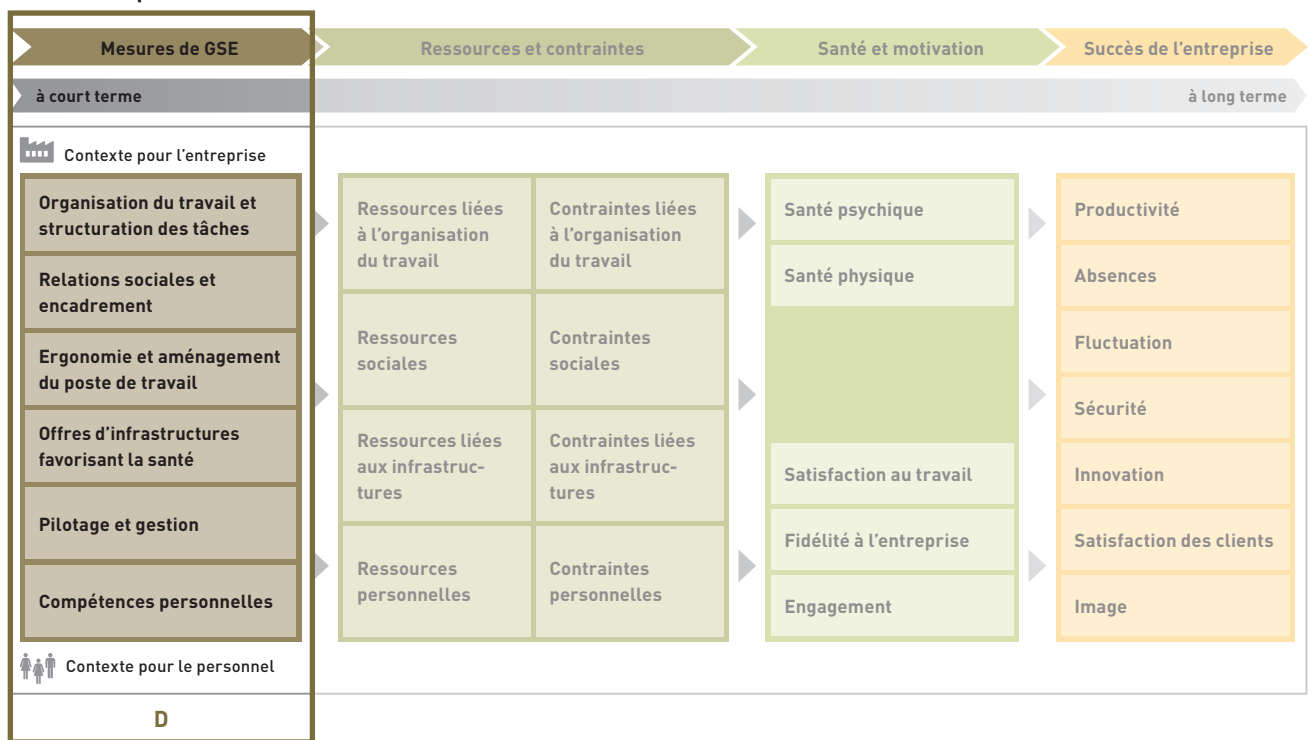 Mesures de GSE
Ressources et contraintes
Santé et motivation
Succès de l'entreprise
à court terme
à long terme
Contexte pour l'entreprise
Organisation du travail et
structuration des tâches
Relations sociales et
encadrement
Ergonomie et aménagement
du poste de travail
Offres d'infrastructures
favorisant la santé
Pilotage et gestion
Compétences personnelles
Ressources liées
à l'organisation
du travail
Contraintes liées
à l'organisation
du travail
Ressources
sociales
Contraintes
sociales
Ressources liées
aux infrastruc-
tures
Contraintes liées
aux infrastruc-
tures
Ressources
personnelles
Contraintes
personnelles
Santé psychique
Santé physique
Satisfaction au travail
Fidélité à l'entreprise
Engagement
Productivité
Absences
Fluctuation
Sécurité
Innovation
Satisfaction des clients
Image
Contexte pour le personnel
D